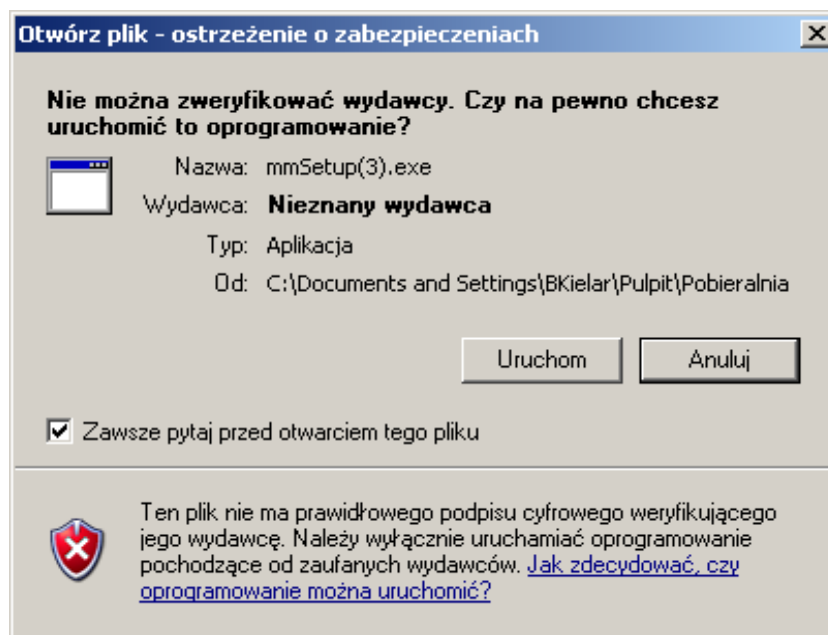 Otwórz plik - ostrzeżenie o zabezpieczeniach
Nie można zweryfikować wydawcy. Czy na pewno chcesz
uruchomić to oprogramowanie?
Nazwa: mmSetup(3).exe
Wydawca: Nieznany wydawca
Typ: Aplikacja
Od: C:\Documents and Settings\BKielar\Pulpit\Pobieralnia
Uruchom Anuluj
Zawsze pytaj przed otwarciem tego pliku
Ten plik nie ma prawidłowego podpisu cyfrowego weryfikującego
jego wydawcę. Należy wyłącznie uruchamiać oprogramowanie
pochodzące od zaufanych wydawców. Jak zdecydować, czy
oprogramowanie można uruchomić?